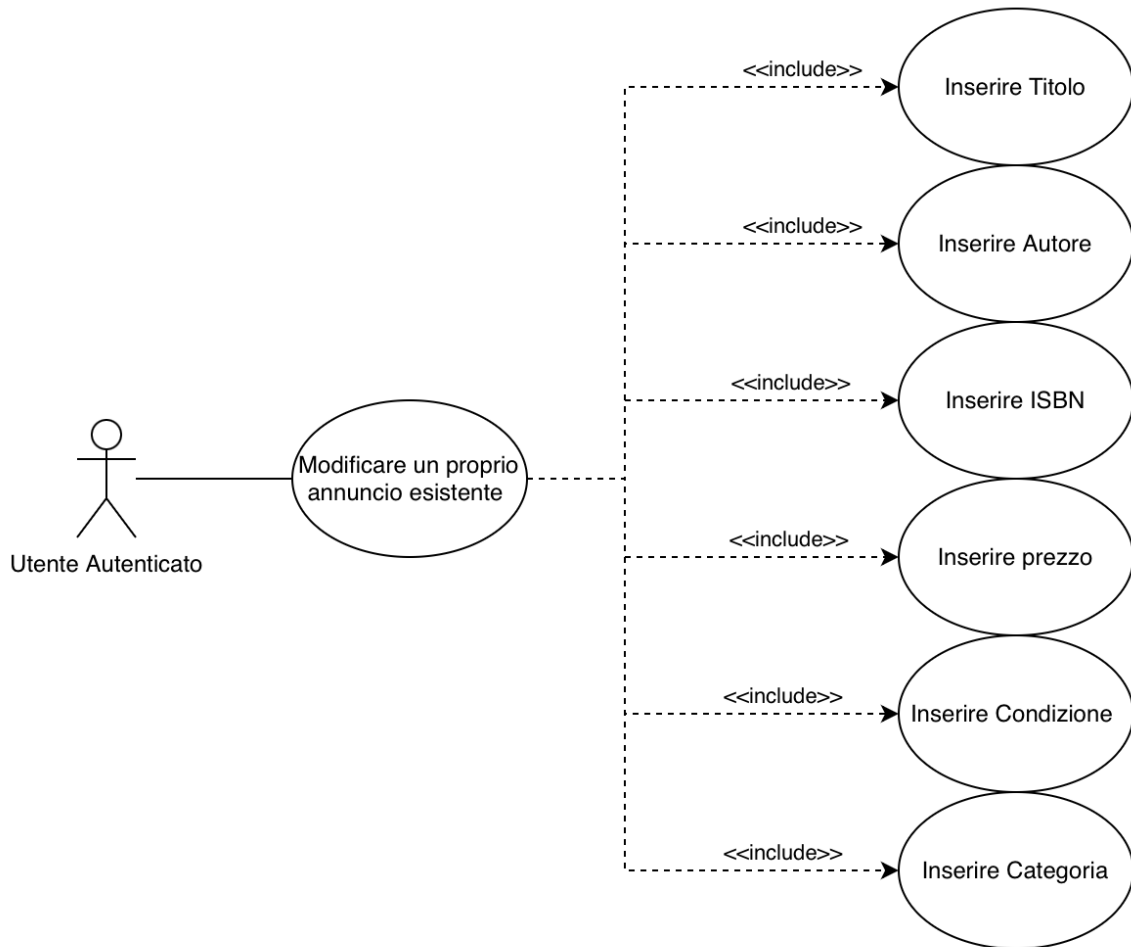 <<include>>
Inserire Titolo
<<include>>
Inserire Autore
<<include>>
Inserire ISBN
Modificare un proprio
annuncio esistente
Utente Autenticato
<<include>>
Inserire prezzo
<<include>>
Inserire Condizione
<<include>>
Inserire Categoria